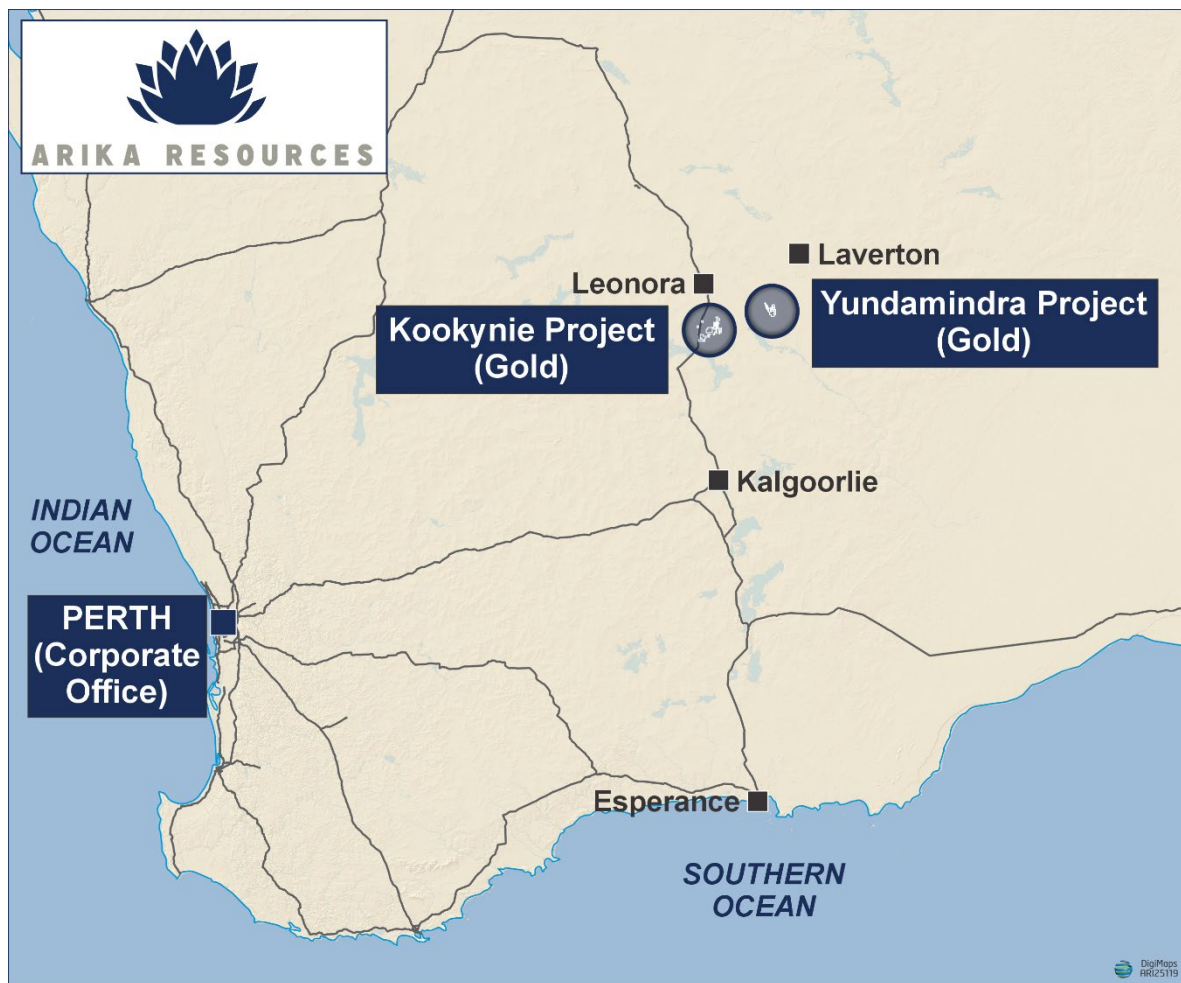 ARIKA RESOURCES
Laverton
Leonora
Kookynie Project
(Gold)
Yundamindra Project
(Gold)
Kalgoorlie
INDIAN
OCEAN
PERTH
(Corporate
Office)
Esperance
SOUTHERN
OCEAN
DigiMaps
ARI25119